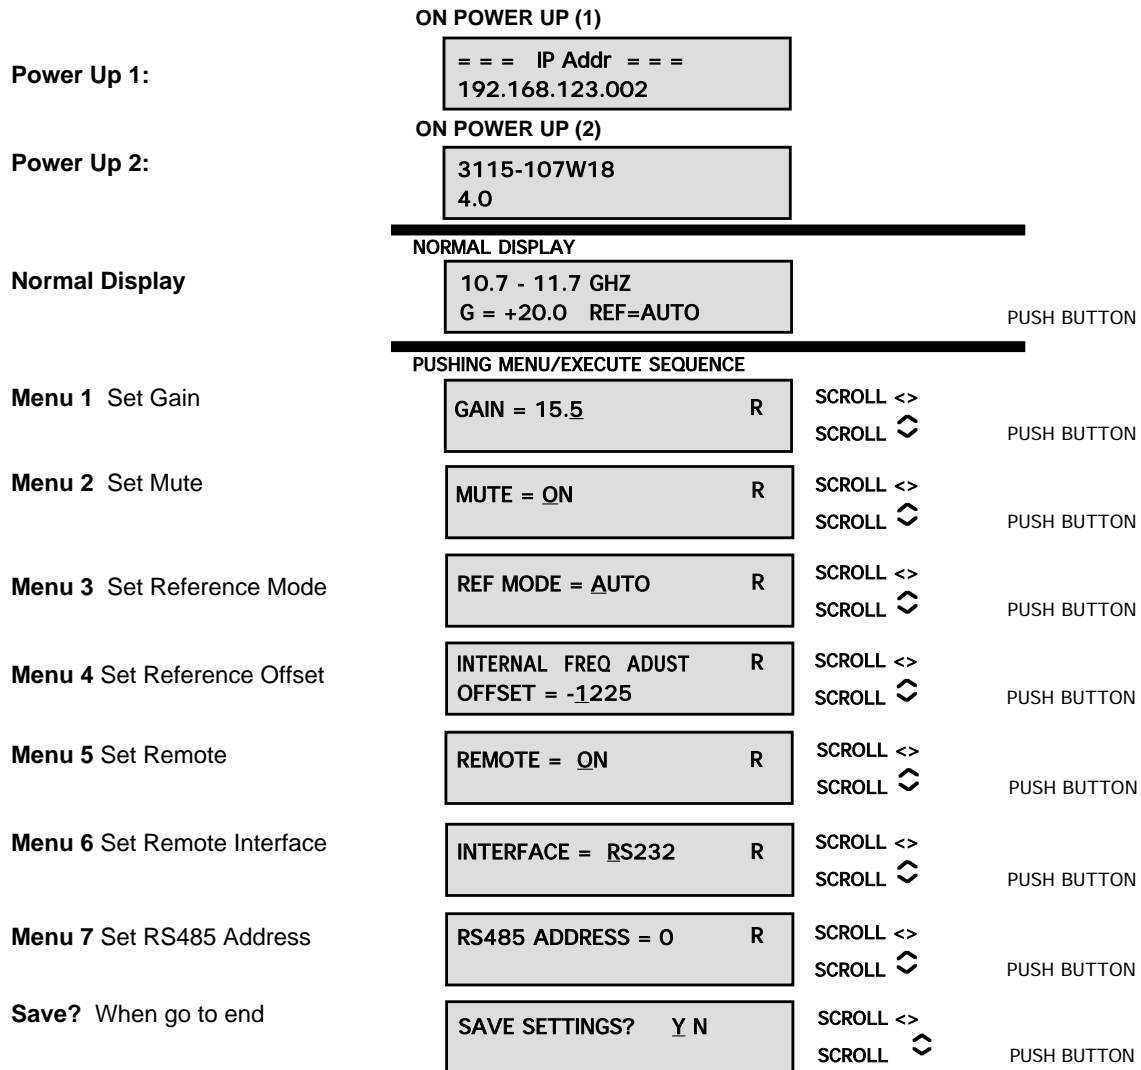 ON POWER UP (1)
Power Up 1:
= = =   IP Addr   = = =
192.168.123.002
ON POWER UP (2)
Power Up 2:
3115-107W18
4.0
NORMAL DISPLAY
Normal Display
10.7 - 11.7 GHZ
G = +20.0   REF=AUTO
PUSH BUTTON
PUSHING MENU/EXECUTE SEQUENCE
Menu 1  Set Gain
GAIN = 15.5   R
SCROLL <>
SCROLL
PUSH BUTTON
Menu 2  Set Mute
MUTE = ON   R
SCROLL <>
SCROLL
PUSH BUTTON
Menu 3  Set Reference Mode
REF MODE = AUTO   R
SCROLL <>
SCROLL
PUSH BUTTON
Menu 4 Set Reference Offset
INTERNAL  FREQ  ADUST   R
OFFSET = -1225
SCROLL <>
SCROLL
PUSH BUTTON
Menu 5 Set Remote
REMOTE =  ON   R
SCROLL <>
SCROLL
PUSH BUTTON
Menu 6 Set Remote Interface
INTERFACE =  RS232   R
SCROLL <>
SCROLL
PUSH BUTTON
Menu 7 Set RS485 Address
RS485 ADDRESS = 0   R
SCROLL <>
SCROLL
PUSH BUTTON
Save?  When go to end
SAVE SETTINGS?   Y N
SCROLL <>
SCROLL
PUSH BUTTON